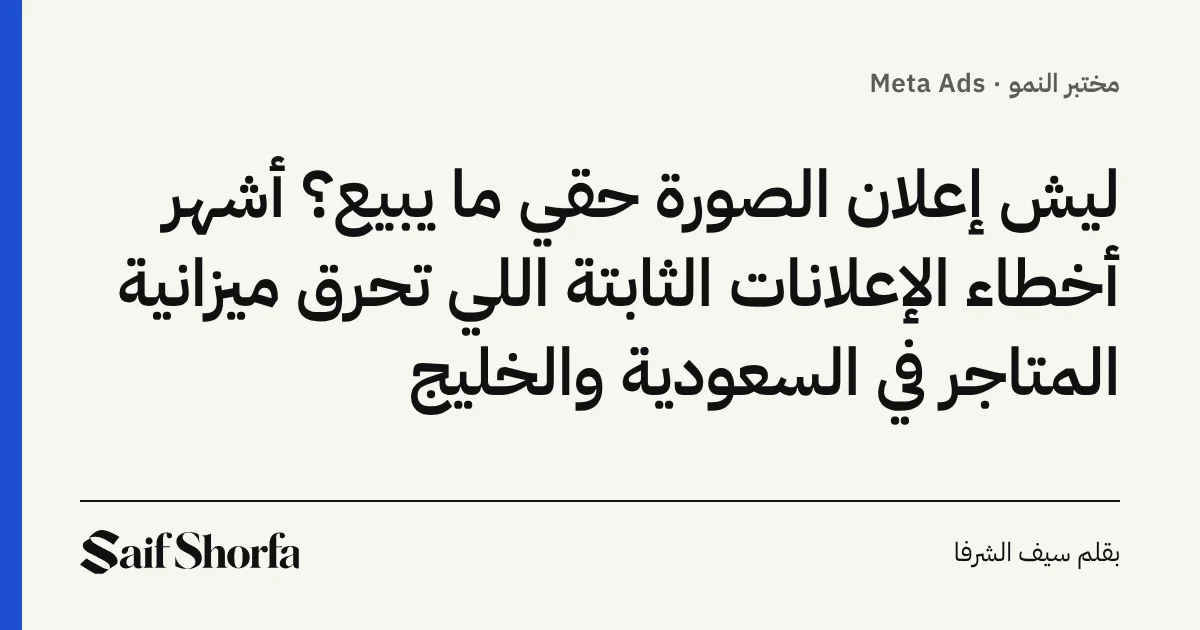 مختبر النمو · Meta Ads
ليش إعلان الصورة حقي ما يبيع؟ أشهر
أخطاء الإعلانات الثابتة اللي تحرق ميزانية
المتاجر في السعودية والخليج
بقلم سيف الشرفا
Saif Shorfa